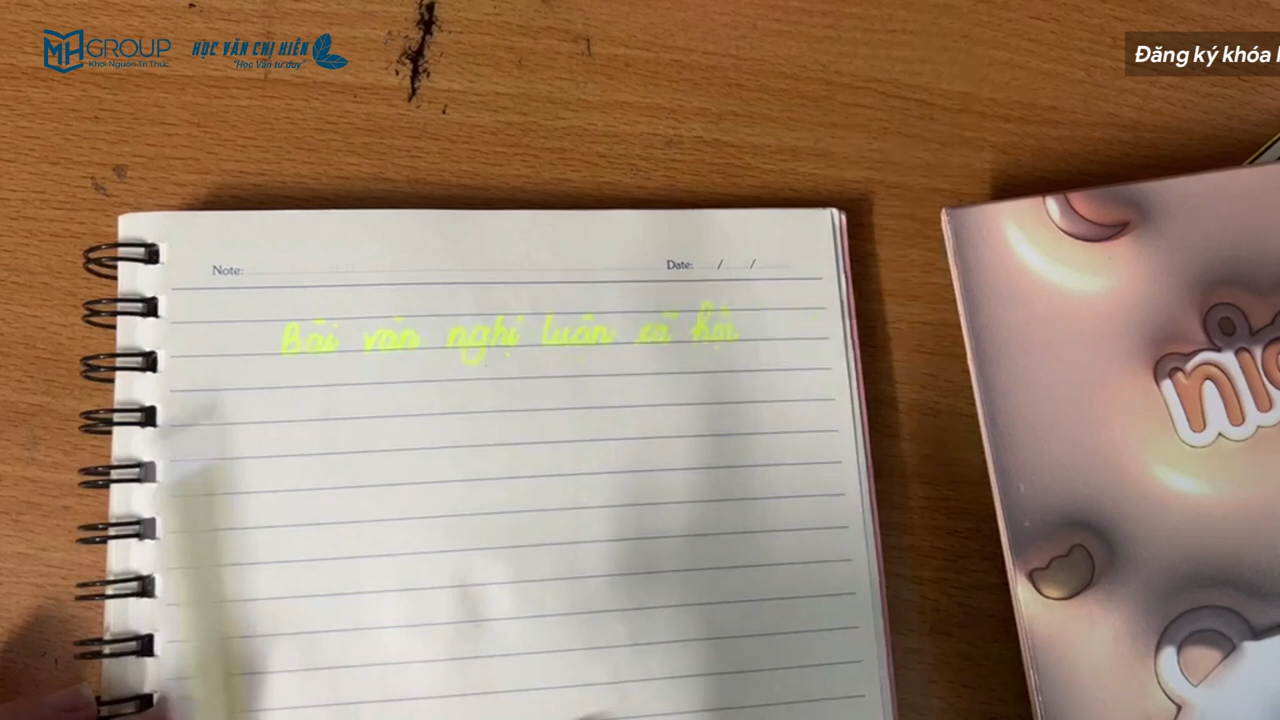 MH GROUP
Khơi Nguồn Tri Thức
HỌC VĂN CHỊ HIÊN
"Học Văn tư duy"
Đăng ký khóa
Note:
Date: / /
Bài văn nghị luận xã hội